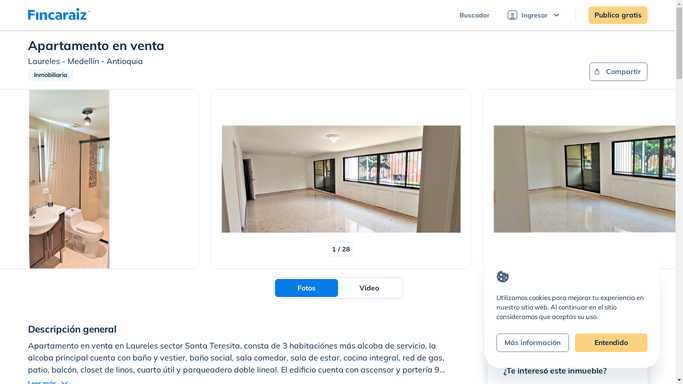 Fincaraiz
Buscador
Ingresar
Publica gratis
Apartamento en venta
Laureles - Medellín - Antioquia
Inmobiliaria
Compartir
1 / 28
Fotos
Video
Utilizamos cookies para mejorar tu experiencia en
nuestro sitio web. Al continuar en el sitio
consideramos que aceptas su uso.
Más información
Entendido
Descripción general
Apartamento en venta en Laureles sector Santa Teresita, consta de 3 habitaciónes más alcoba de servicio, la
alcoba principal cuenta con baño y vestier, baño social, sala comedor, sala de estar, cocina integral, red de gas,
patio, balcón, closet de linos, cuarto útil y parqueadero doble lineal. El edificio cuenta con ascensor y portería 9...
Leer más
¿Te interesó este inmueble?